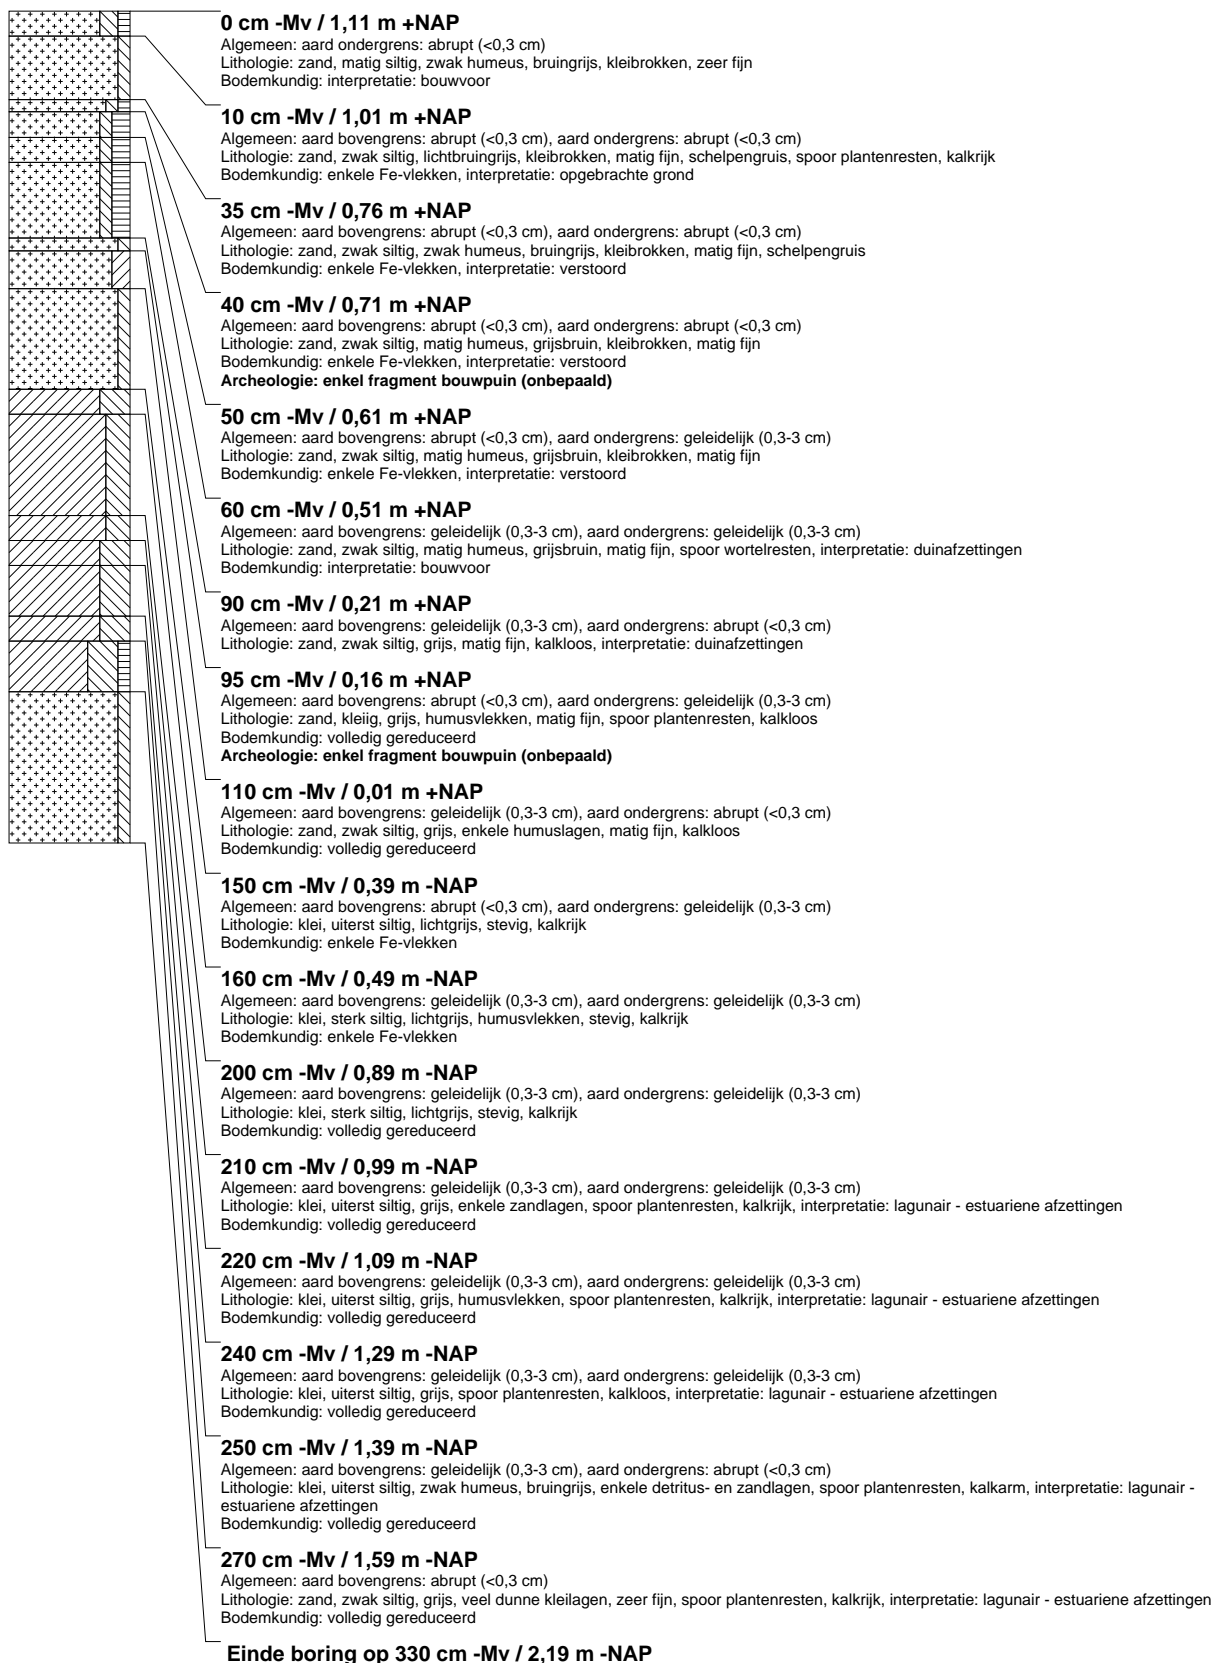 0 cm -Mv / 1,11 m +NAP
Algemeen: aard ondergrens: abrupt (<0,3 cm)
Lithologie: zand, matig siltig, zwak humeus, bruingrijs, kleibrokken, zeer fijn
Bodemkundig: interpretatie: bouwvoor
10 cm -Mv / 1,01 m +NAP
Algemeen: aard bovengrens: abrupt (<0,3 cm), aard ondergrens: abrupt (<0,3 cm)
Lithologie: zand, zwak siltig, lichtbruingrijs, kleibrokken, matig fijn, schelpengruis, spoor plantenresten, kalkrijk
Bodemkundig: enkele Fe-vlekken, interpretatie: opgebrachte grond
35 cm -Mv / 0,76 m +NAP
Algemeen: aard bovengrens: abrupt (<0,3 cm), aard ondergrens: abrupt (<0,3 cm)
Lithologie: zand, zwak siltig, zwak humeus, bruingrijs, kleibrokken, matig fijn, schelpengruis
Bodemkundig: enkele Fe-vlekken, interpretatie: verstoord
40 cm -Mv / 0,71 m +NAP
Algemeen: aard bovengrens: abrupt (<0,3 cm), aard ondergrens: abrupt (<0,3 cm)
Lithologie: zand, zwak siltig, matig humeus, grijsbruin, kleibrokken, matig fijn
Bodemkundig: enkele Fe-vlekken, interpretatie: verstoord
Archeologie: enkel fragment bouwpuin (onbepaald)
50 cm -Mv / 0,61 m +NAP
Algemeen: aard bovengrens: abrupt (<0,3 cm), aard ondergrens: geleidelijk (0,3-3 cm)
Lithologie: zand, zwak siltig, matig humeus, grijsbruin, kleibrokken, matig fijn
Bodemkundig: enkele Fe-vlekken, interpretatie: verstoord
60 cm -Mv / 0,51 m +NAP
Algemeen: aard bovengrens: geleidelijk (0,3-3 cm), aard ondergrens: geleidelijk (0,3-3 cm)
Lithologie: zand, zwak siltig, matig humeus, grijsbruin, matig fijn, spoor wortelresten, interpretatie: duinafzettingen
Bodemkundig: interpretatie: bouwvoor
90 cm -Mv / 0,21 m +NAP
Algemeen: aard bovengrens: geleidelijk (0,3-3 cm), aard ondergrens: abrupt (<0,3 cm)
Lithologie: zand, zwak siltig, grijs, matig fijn, kalkloos, interpretatie: duinafzettingen
95 cm -Mv / 0,16 m +NAP
Algemeen: aard bovengrens: abrupt (<0,3 cm), aard ondergrens: geleidelijk (0,3-3 cm)
Lithologie: zand, kleiig, grijs, humusvlekken, matig fijn, spoor plantenresten, kalkloos
Bodemkundig: volledig gereduceerd
Archeologie: enkel fragment bouwpuin (onbepaald)
110 cm -Mv / 0,01 m +NAP
Algemeen: aard bovengrens: geleidelijk (0,3-3 cm), aard ondergrens: abrupt (<0,3 cm)
Lithologie: zand, zwak siltig, grijs, enkele humuslagen, matig fijn, kalkloos
Bodemkundig: volledig gereduceerd
150 cm -Mv / 0,39 m -NAP
Algemeen: aard bovengrens: abrupt (<0,3 cm), aard ondergrens: geleidelijk (0,3-3 cm)
Lithologie: klei, uiterst siltig, lichtgrijs, stevig, kalkrijk
Bodemkundig: enkele Fe-vlekken
160 cm -Mv / 0,49 m -NAP
Algemeen: aard bovengrens: geleidelijk (0,3-3 cm), aard ondergrens: geleidelijk (0,3-3 cm)
Lithologie: klei, sterk siltig, lichtgrijs, humusvlekken, stevig, kalkrijk
Bodemkundig: enkele Fe-vlekken
200 cm -Mv / 0,89 m -NAP
Algemeen: aard bovengrens: geleidelijk (0,3-3 cm), aard ondergrens: geleidelijk (0,3-3 cm)
Lithologie: klei, sterk siltig, lichtgrijs, stevig, kalkrijk
Bodemkundig: volledig gereduceerd
210 cm -Mv / 0,99 m -NAP
Algemeen: aard bovengrens: geleidelijk (0,3-3 cm), aard ondergrens: geleidelijk (0,3-3 cm)
Lithologie: klei, uiterst siltig, grijs, enkele zandlagen, spoor plantenresten, kalkrijk, interpretatie: lagunair - estuariene afzettingen
Bodemkundig: volledig gereduceerd
220 cm -Mv / 1,09 m -NAP
Algemeen: aard bovengrens: geleidelijk (0,3-3 cm), aard ondergrens: geleidelijk (0,3-3 cm)
Lithologie: klei, uiterst siltig, grijs, humusvlekken, spoor plantenresten, kalkrijk, interpretatie: lagunair - estuariene afzettingen
Bodemkundig: volledig gereduceerd
240 cm -Mv / 1,29 m -NAP
Algemeen: aard bovengrens: geleidelijk (0,3-3 cm), aard ondergrens: geleidelijk (0,3-3 cm)
Lithologie: klei, uiterst siltig, grijs, spoor plantenresten, kalkloos, interpretatie: lagunair - estuariene afzettingen
Bodemkundig: volledig gereduceerd
250 cm -Mv / 1,39 m -NAP
Algemeen: aard bovengrens: geleidelijk (0,3-3 cm), aard ondergrens: abrupt (<0,3 cm)
Lithologie: klei, uiterst siltig, zwak humeus, bruingrijs, enkele detritus- en zandlagen, spoor plantenresten, kalkarm, interpretatie: lagunair -
estuariene afzettingen
Bodemkundig: volledig gereduceerd
270 cm -Mv / 1,59 m -NAP
Algemeen: aard bovengrens: abrupt (<0,3 cm)
Lithologie: zand, zwak siltig, grijs, veel dunne kleilagen, zeer fijn, spoor plantenresten, kalkrijk, interpretatie: lagunair - estuariene afzettingen
Bodemkundig: volledig gereduceerd
Einde boring op 330 cm -Mv / 2,19 m -NAP